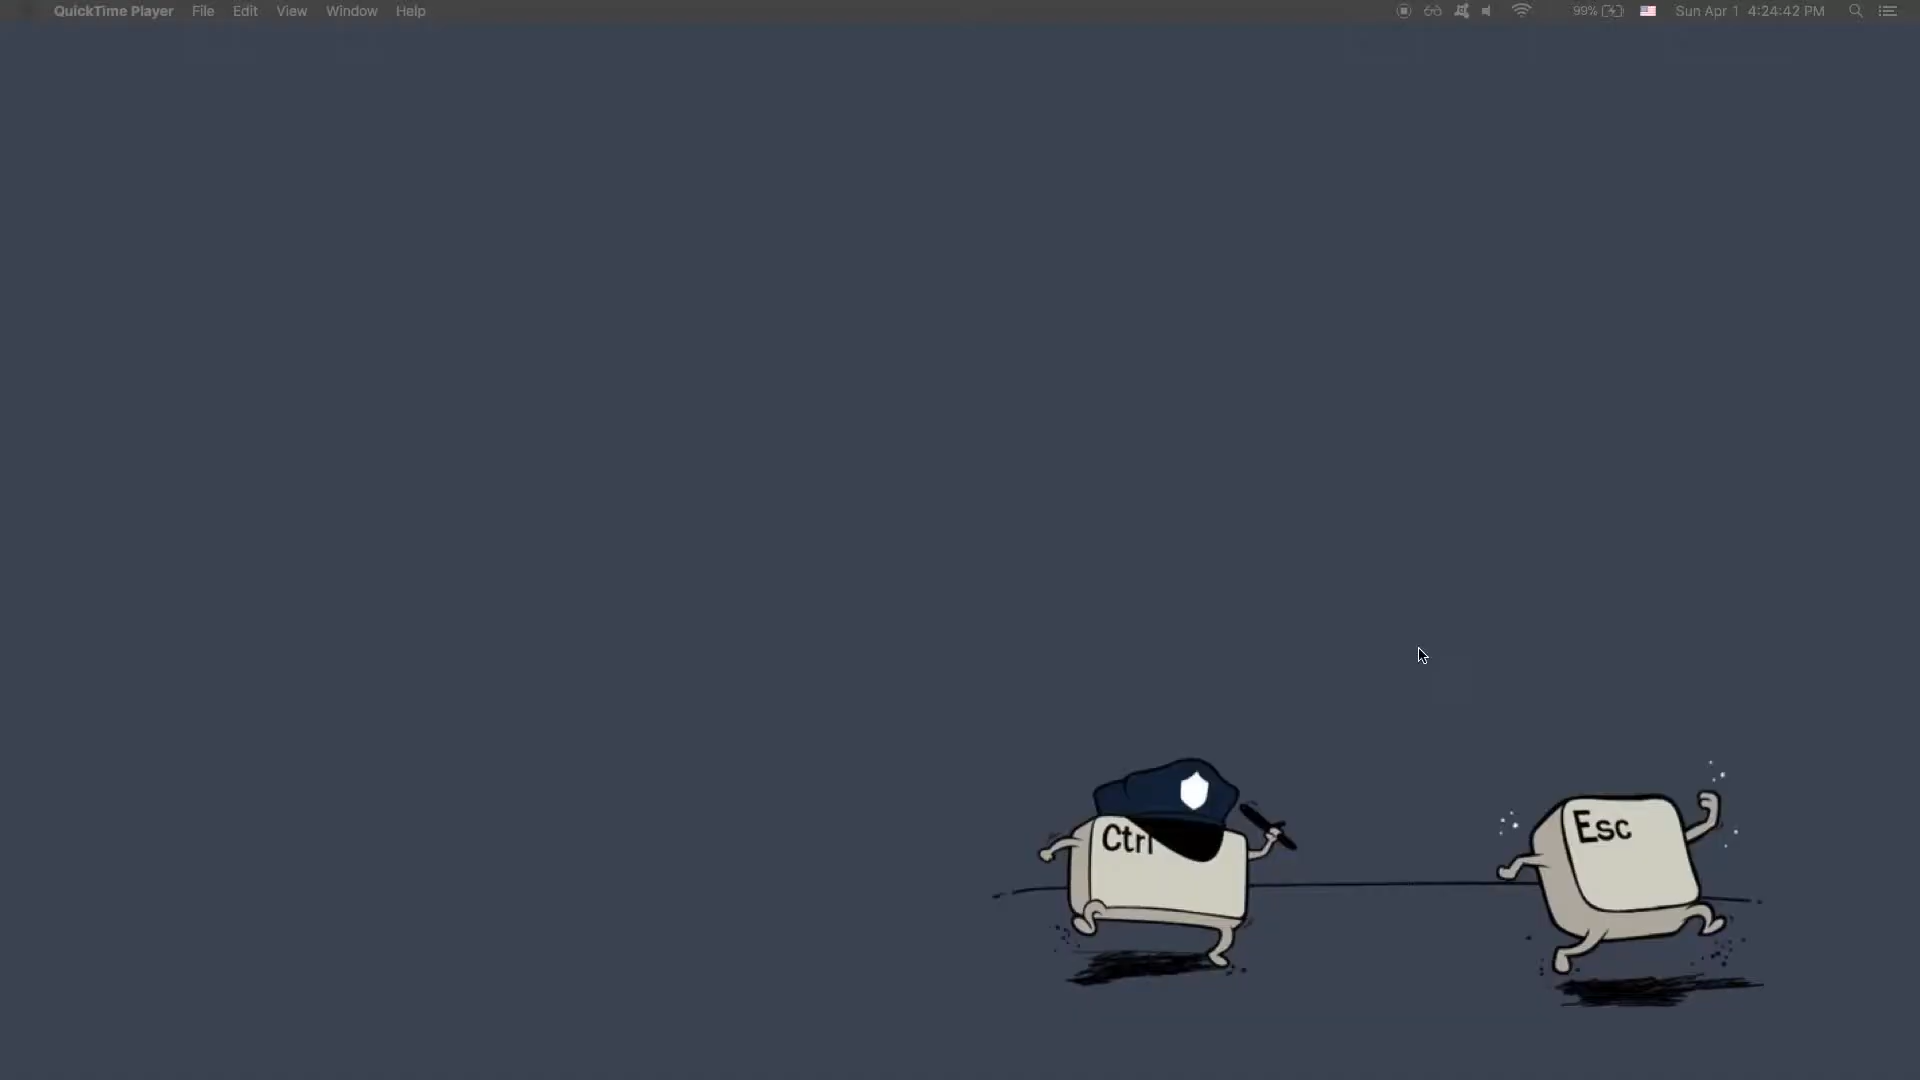 QuickTime Player File Edit View Window Help 99% Sun Apr 1 4:24:42 PM
Ctrl
Esc